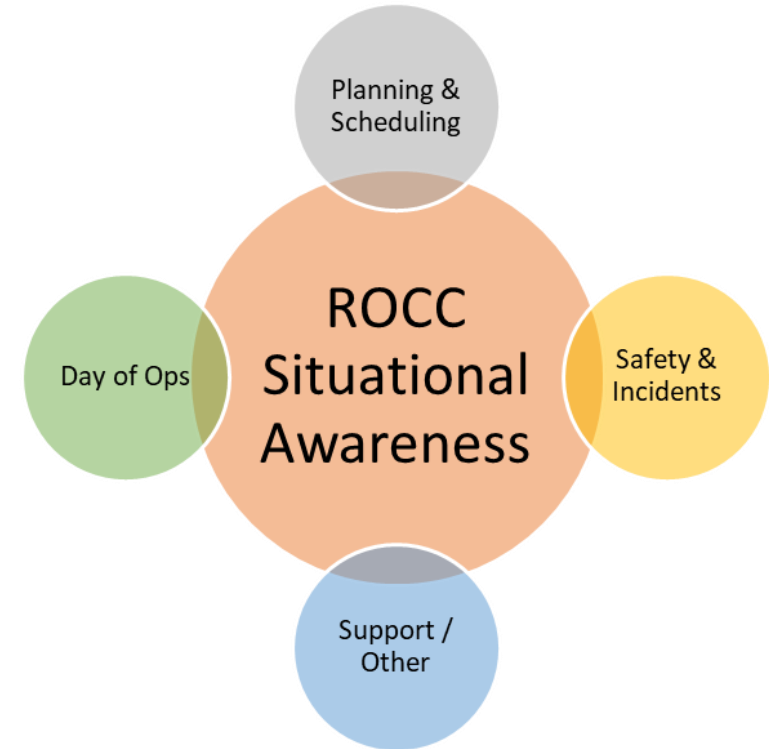 Planning &
Scheduling
ROCC
Situational
Awareness
Day of Ops
Safety &
Incidents
Support /
Other